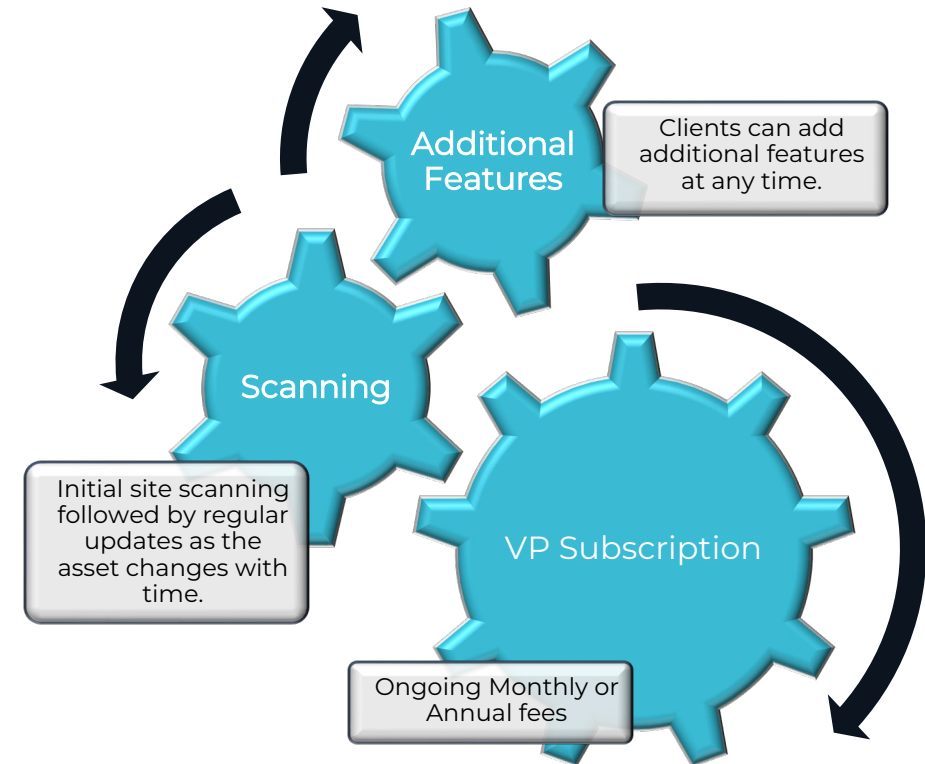 Additional
Features
Clients can add
additional features
at any time.
Scanning
Initial site scanning
followed by regular
updates as the
asset changes with
time.
VP Subscription
Ongoing Monthly or
Annual fees